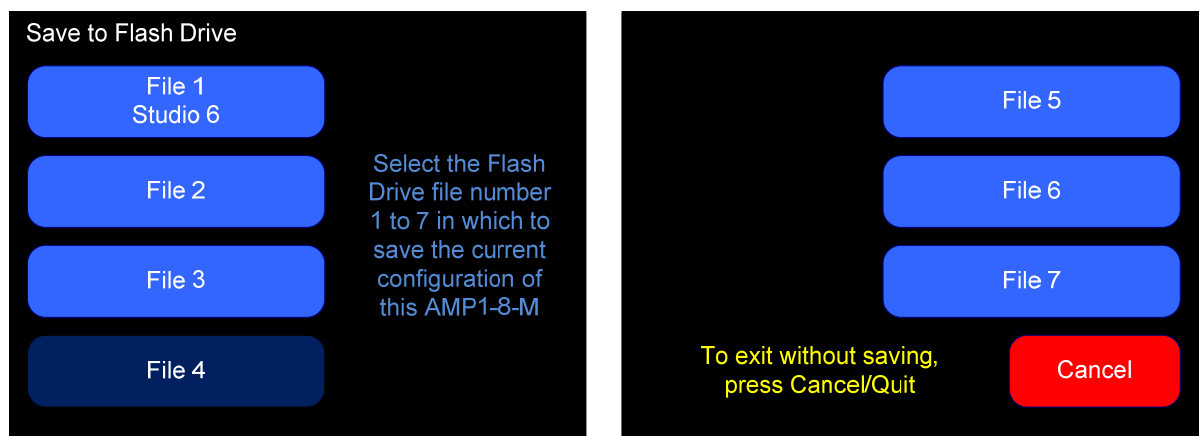 Save to Flash Drive
File 1
Studio 6
File 2
File 3
File 4
Select the Flash
Drive file number
1 to 7 in which to
save the current
configuration of
this AMP1-8-M
File 5
File 6
File 7
To exit without saving,
press Cancel/Quit
Cancel